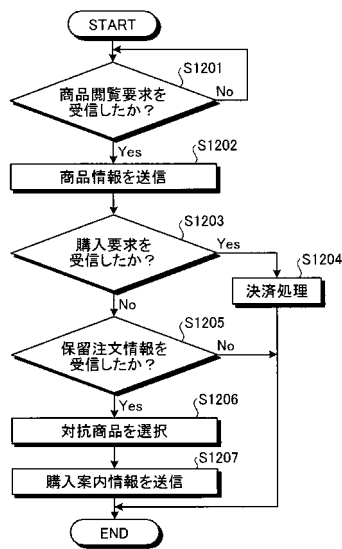 START
S1201
商品閲覧要求を
受信したか？
No
Yes
S1202
商品情報を送信
S1203
購入要求を
受信したか？
Yes
S1204
決済処理
No
S1205
保留注文情報を
受信したか？
No
Yes
S1206
対抗商品を選択
S1207
購入案内情報を送信
END